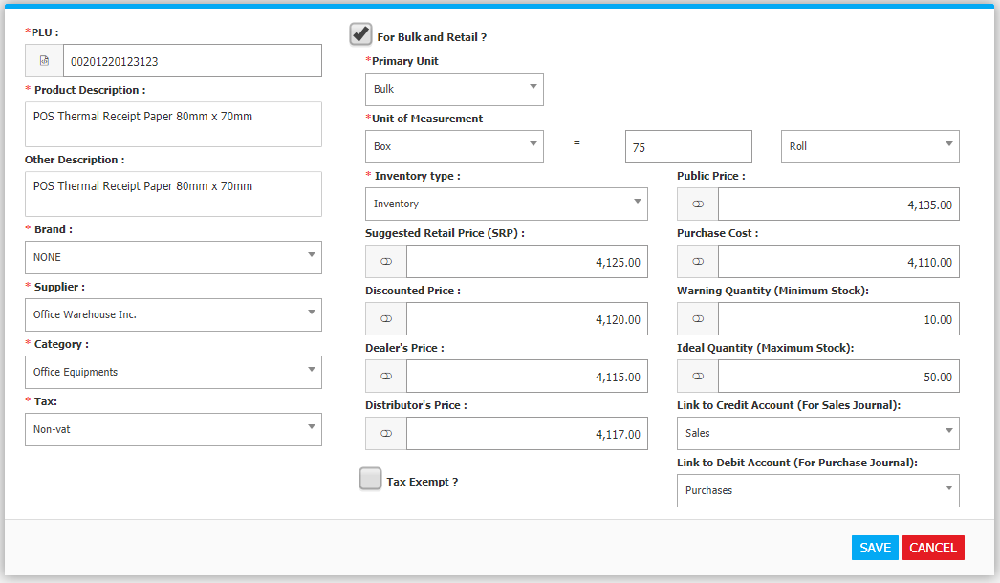 *PLU :
00201220123123
* Product Description :
POS Thermal Receipt Paper 80mm x 70mm
Other Description :
POS Thermal Receipt Paper 80mm x 70mm
* Brand :
NONE
* Supplier :
Office Warehouse Inc.
* Category :
Office Equipments
* Tax:
Non-vat
For Bulk and Retail ?
*Primary Unit
Bulk
*Unit of Measurement
Box = 75 Roll
* Inventory type :
Inventory
Suggested Retail Price (SRP) :
4,125.00
Discounted Price :
4,120.00
Dealer's Price :
4,115.00
Distributor's Price :
4,117.00
Tax Exempt ?
Public Price :
4,135.00
Purchase Cost :
4,110.00
Warning Quantity (Minimum Stock):
10.00
Ideal Quantity (Maximum Stock):
50.00
Link to Credit Account (For Sales Journal):
Sales
Link to Debit Account (For Purchase Journal):
Purchases
SAVE CANCEL